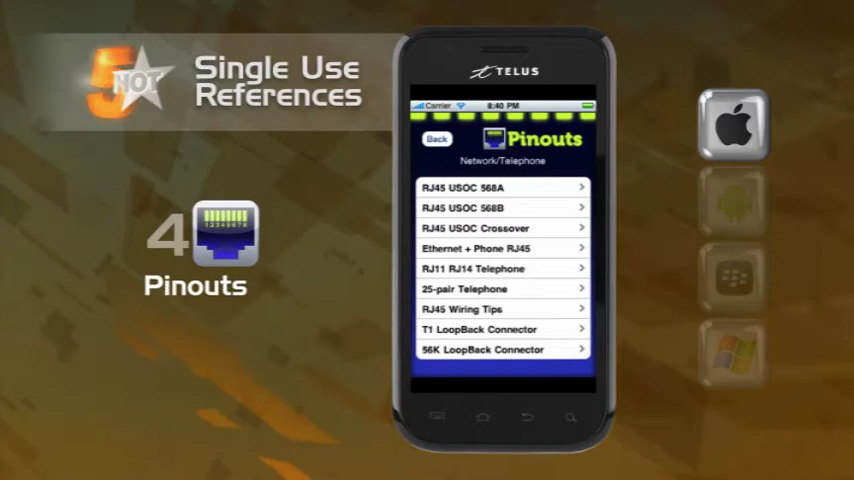 5 HOT
Single Use
References
4
12345678
Pinouts
TELUS
Carrier 8:40 PM
Back
Pinouts
Network/Telephone
RJ45 USOC 568A
RJ45 USOC 568B
RJ45 USOC Crossover
Ethernet + Phone RJ45
RJ11 RJ14 Telephone
25-pair Telephone
RJ45 Wiring Tips
T1 LoopBack Connector
56K LoopBack Connector